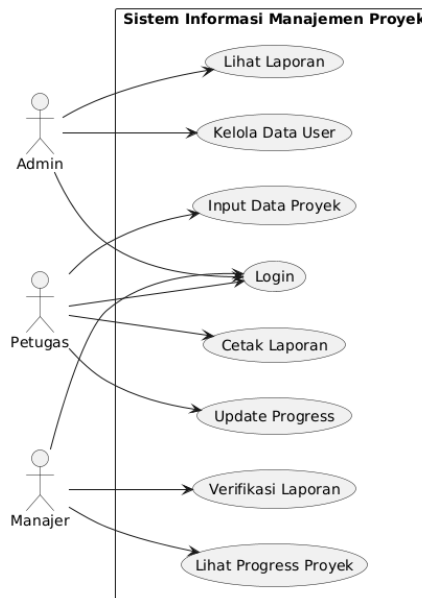 Sistem Informasi Manajemen Proyek
Lihat Laporan
Kelola Data User
Admin
Input Data Proyek
Login
Petugas
Cetak Laporan
Update Progress
Verifikasi Laporan
Manajer
Lihat Progress Proyek